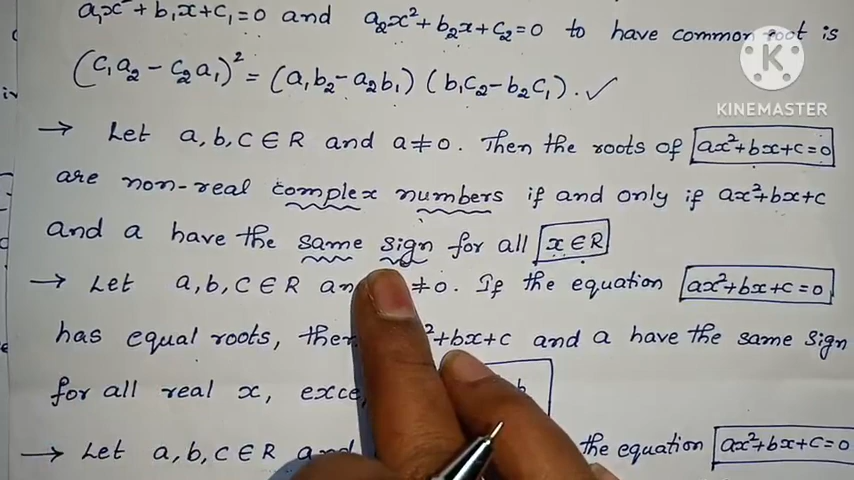 a₁x²+b₁x+c₁=0 and a₂x²+b₂x+c₂=0 to have common root is
(c₁a₂-c₂a₁)² = (a₁b₂-a₂b₁) (b₁c₂-b₂c₁). ✓
KINEMASTER
→ Let a,b,c∈R and a≠0. Then the roots of ax²+bx+c=0
are non-real complex numbers if and only if ax²+bx+c
and a have the same sign for all x∈R
→ Let a,b,c∈R an ≠0. If the equation ax²+bx+c=0
has equal roots, then ²+bx+c and a have the same sign
for all real x, exce b
→ Let a,b,c∈R and the equation ax²+bx+c=0